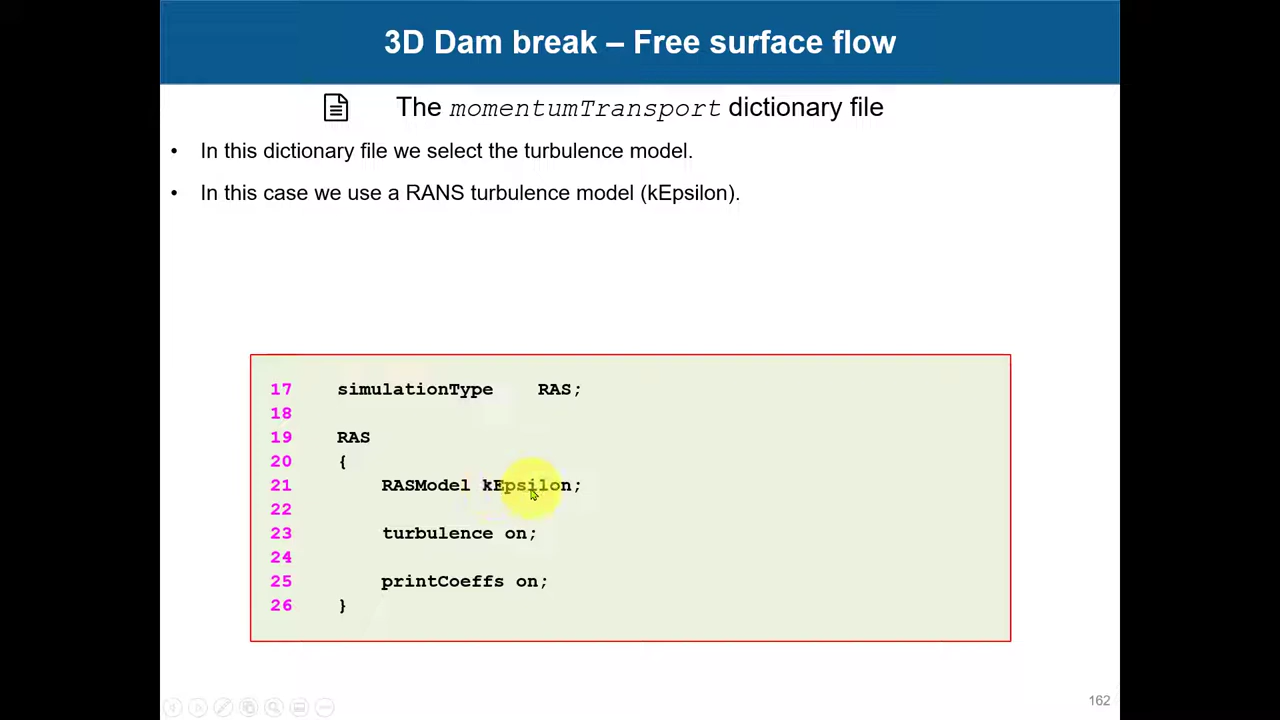 3D Dam break – Free surface flow
The momentumTransport dictionary file
• In this dictionary file we select the turbulence model.
• In this case we use a RANS turbulence model (kEpsilon).
17 simulationType RAS;
18
19 RAS
20 {
21 RASModel kEpsilon;
22
23 turbulence on;
24
25 printCoeffs on;
26 }
162